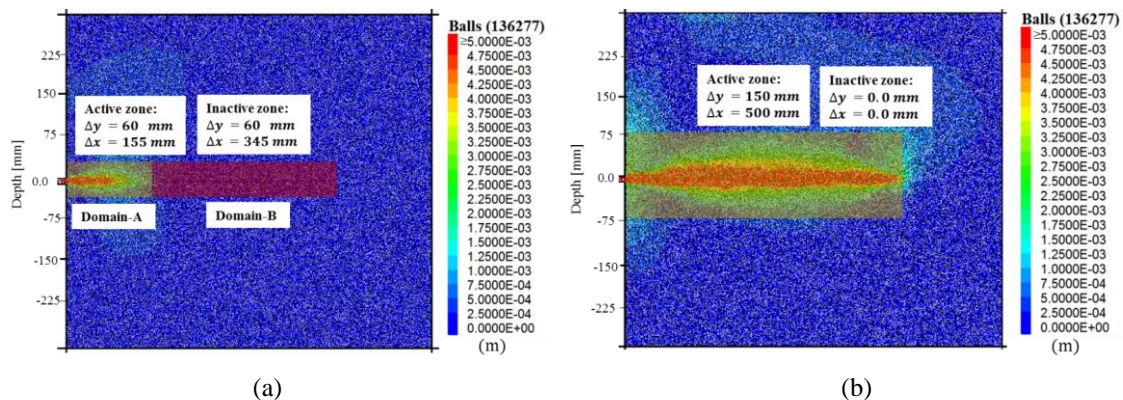 Balls (136277)
≥5.0000E-03
4.7500E-03
4.5000E-03
4.2500E-03
4.0000E-03
3.7500E-03
3.5000E-03
3.2500E-03
3.0000E-03
2.7500E-03
2.5000E-03
2.2500E-03
2.0000E-03
1.7500E-03
1.5000E-03
1.2500E-03
1.0000E-03
7.5000E-04
5.0000E-04
2.5000E-04
0.0000E+00
(m)
Depth [mm]
225
150
75
0.0
-75
-150
-225
Active zone:
Δy = 60 mm
Δx = 155 mm
Inactive zone:
Δy = 60 mm
Δx = 345 mm
Domain-A
Domain-B
(a)
Balls (136277)
≥5.0000E-03
4.7500E-03
4.5000E-03
4.2500E-03
4.0000E-03
3.7500E-03
3.5000E-03
3.2500E-03
3.0000E-03
2.7500E-03
2.5000E-03
2.2500E-03
2.0000E-03
1.7500E-03
1.5000E-03
1.2500E-03
1.0000E-03
7.5000E-04
5.0000E-04
2.5000E-04
0.0000E+00
(m)
Depth [mm]
225
150
75
0.0
-75
-150
-225
Active zone:
Δy = 150 mm
Δx = 500 mm
Inactive zone:
Δy = 0.0 mm
Δx = 0.0 mm
(b)